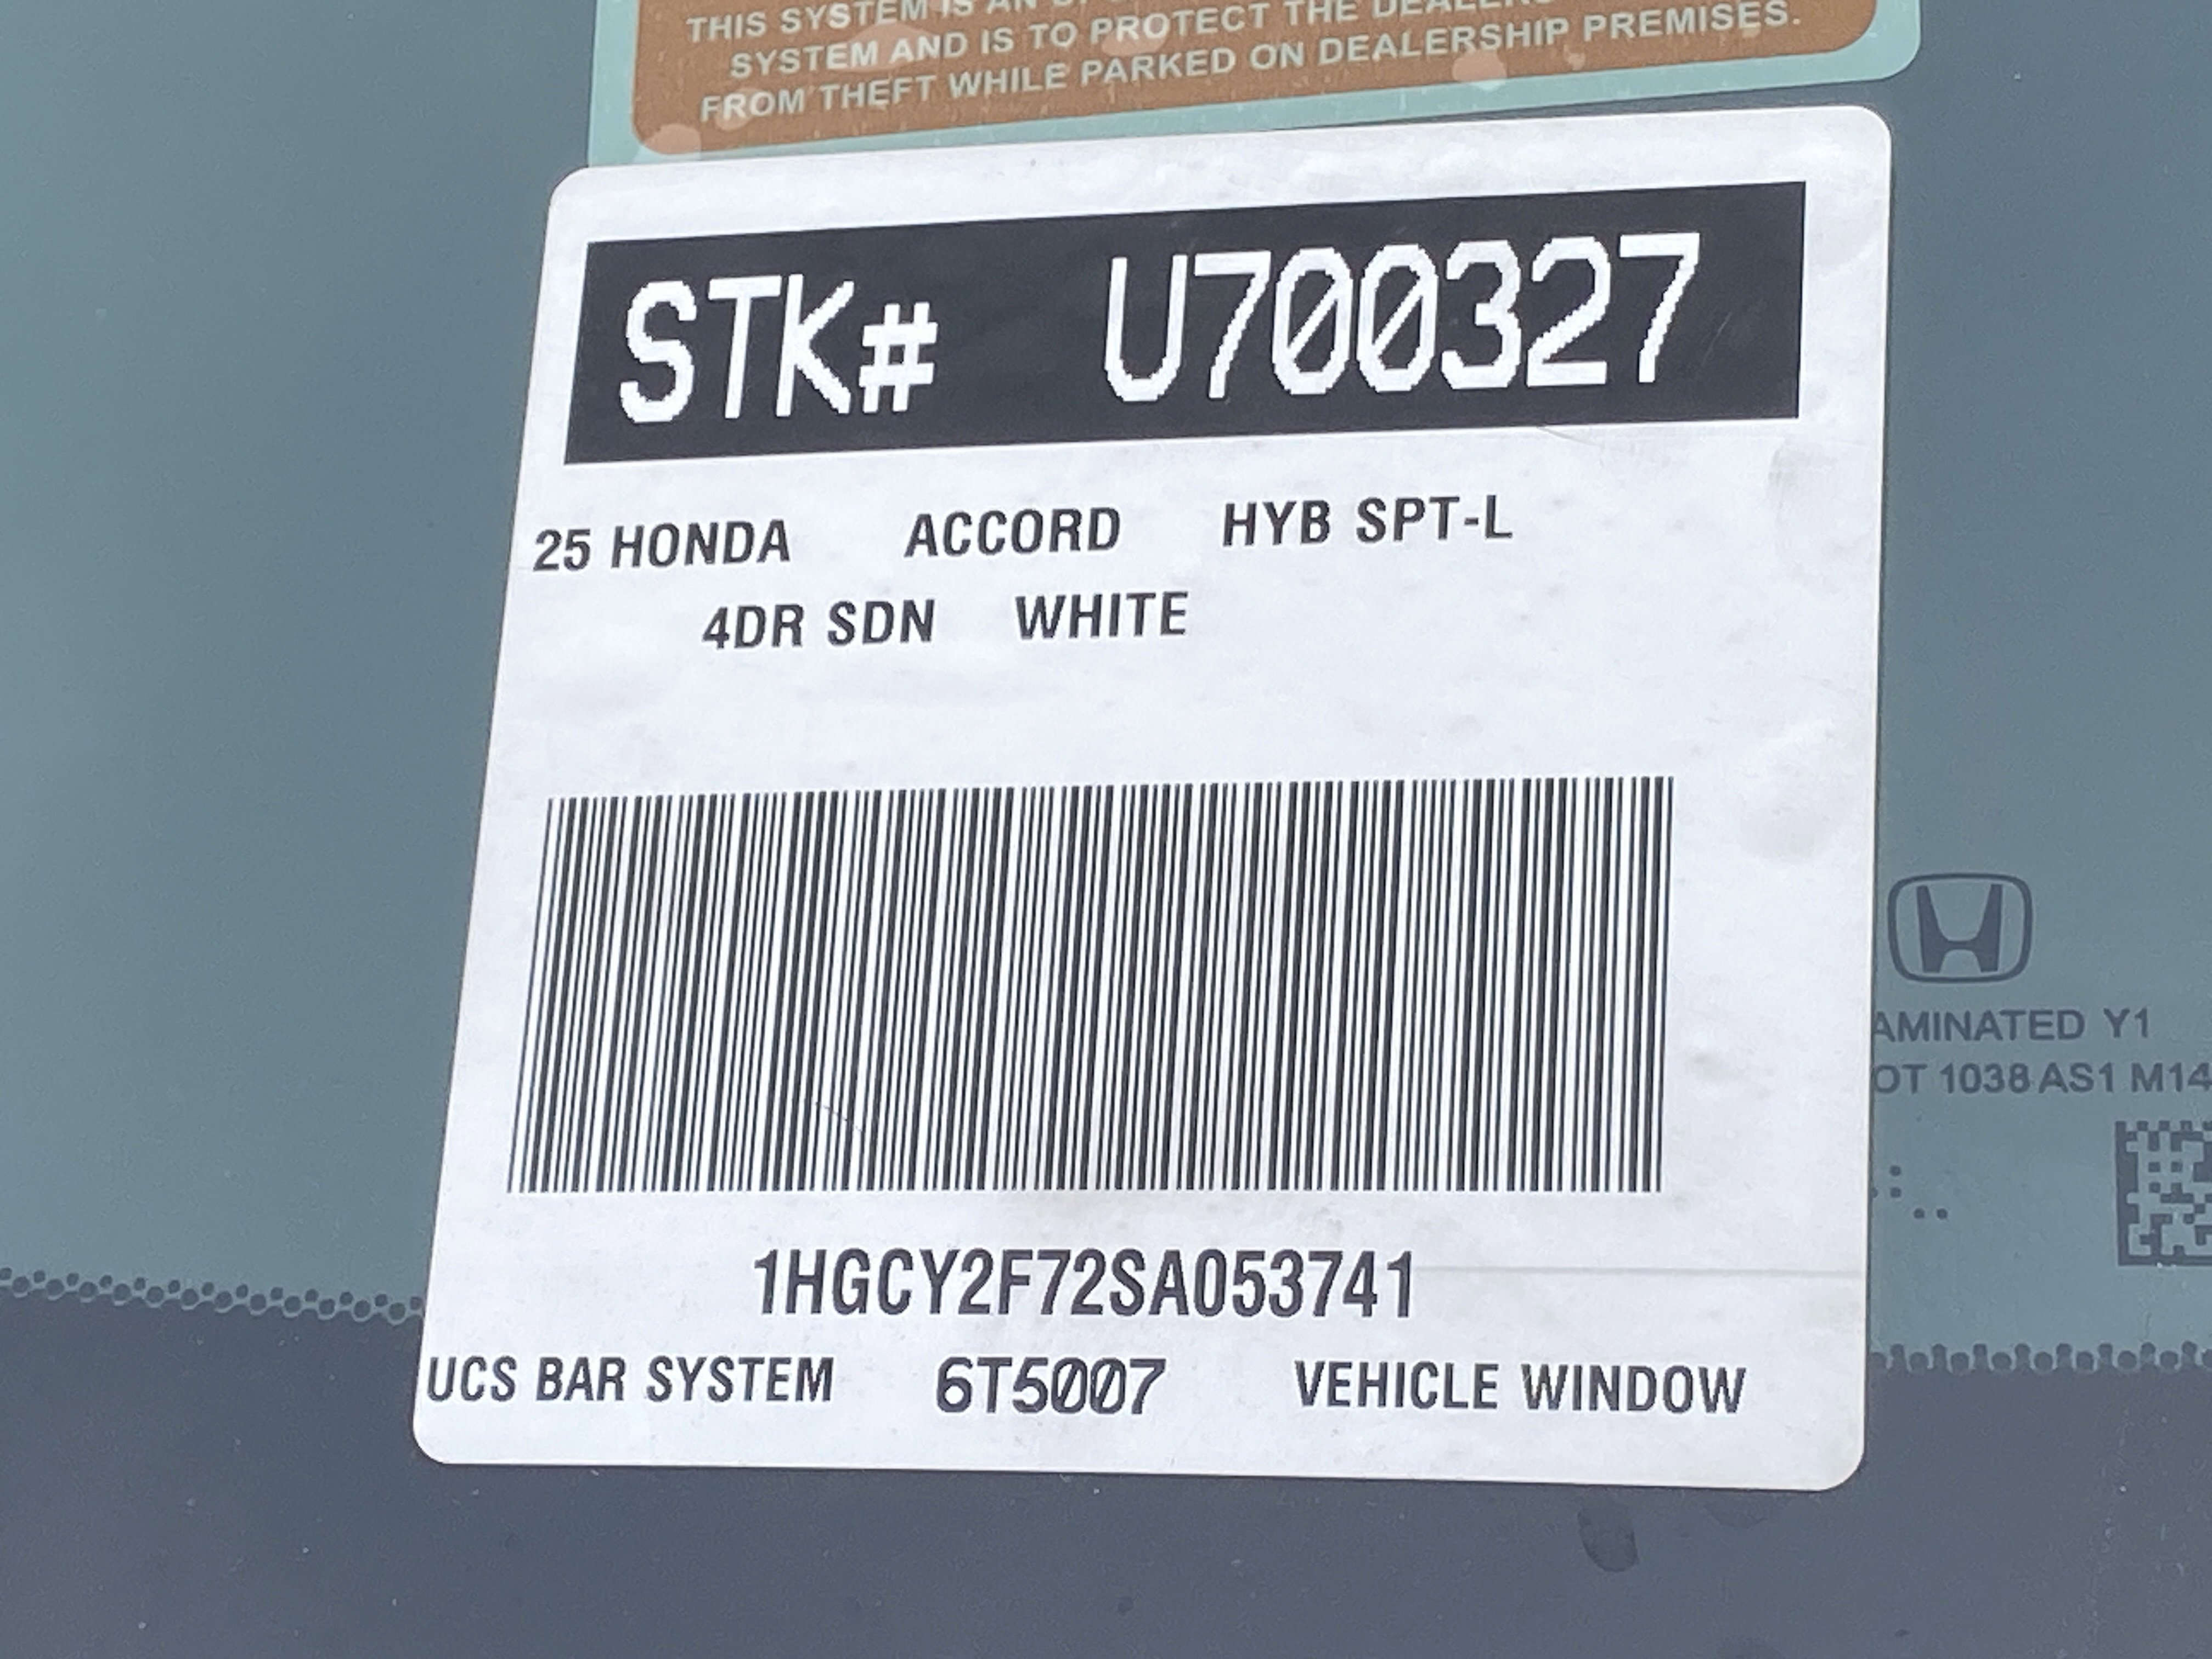 THIS SYSTEM IS AN
SYSTEM AND IS TO PROTECT THE
FROM THEFT WHILE PARKED ON DEALERSHIP PREMISES.
STK# U700327
25 HONDA ACCORD HYB SPT-L
4DR SDN WHITE
1HGCY2F72SA053741
UCS BAR SYSTEM 6T5007 VEHICLE WINDOW
AMINATED Y1
OT 1038 AS1 M14